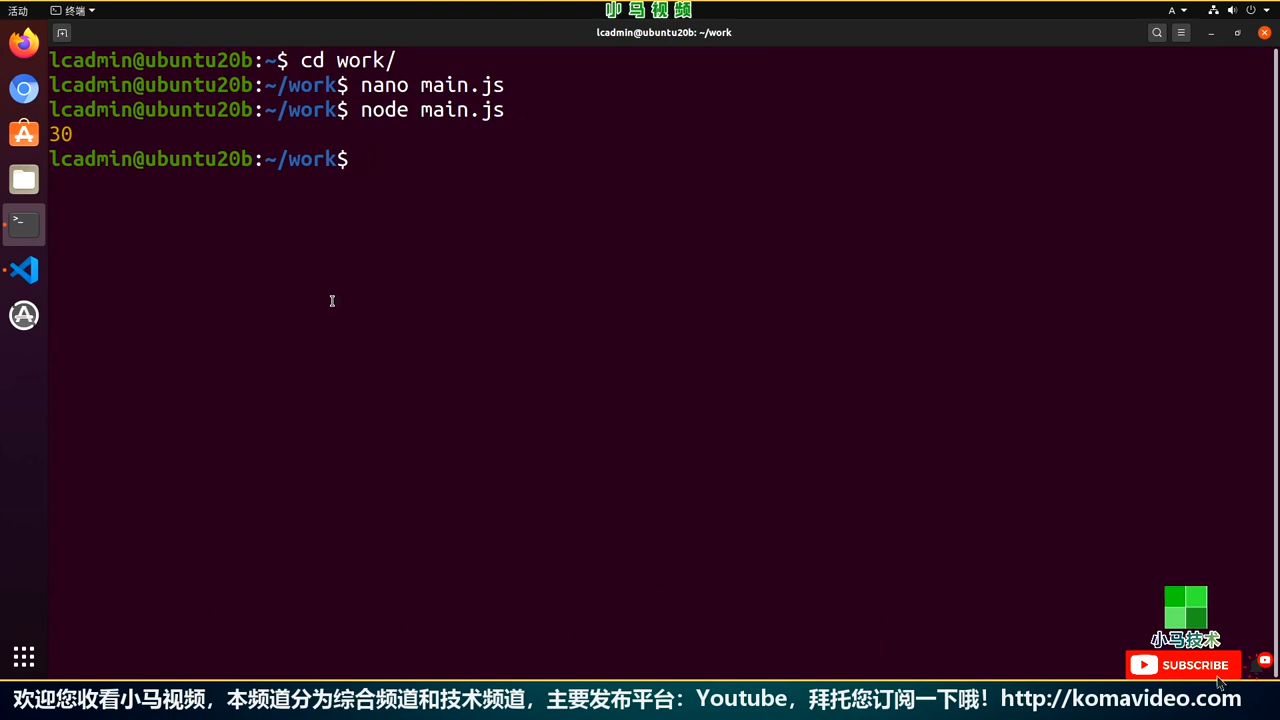 活动
终端
A
小马视频
lcadmin@ubuntu20b: ~/work
lcadmin@ubuntu20b:~$ cd work/
lcadmin@ubuntu20b:~/work$ nano main.js
lcadmin@ubuntu20b:~/work$ node main.js
30
lcadmin@ubuntu20b:~/work$
小马技术
SUBSCRIBE
欢迎您收看小马视频，本频道分为综合频道和技术频道，主要发布平台：Youtube，拜托您订阅一下哦！http://komavideo.com